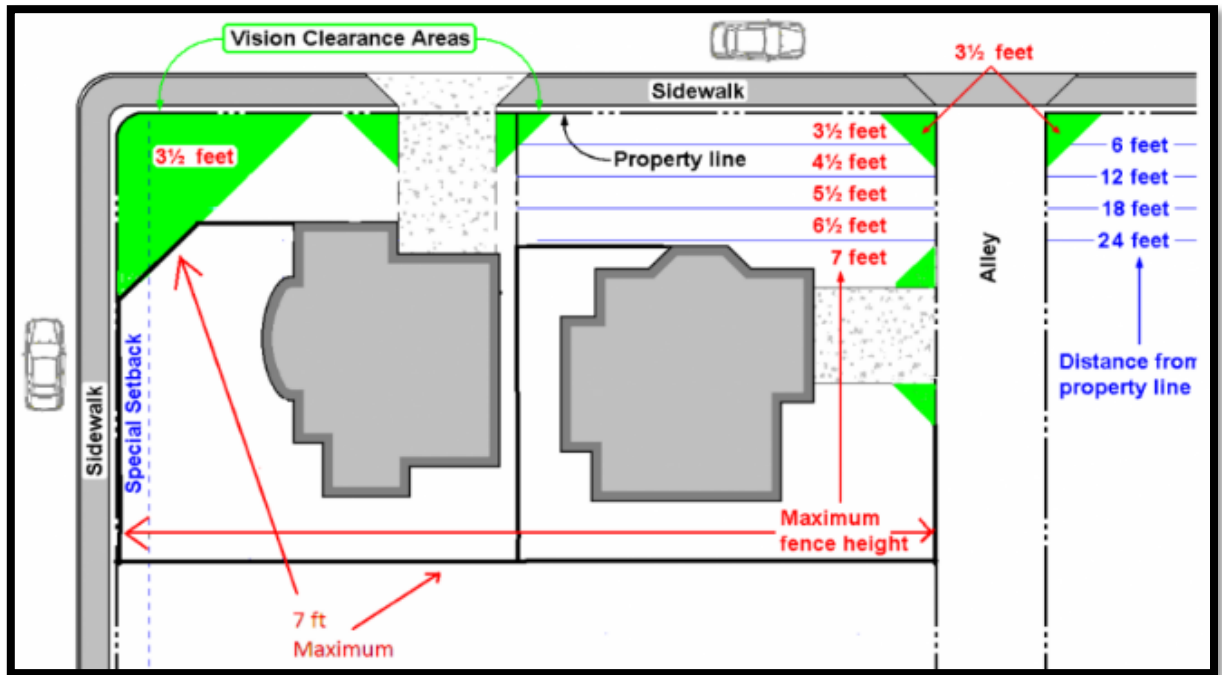 Vision Clearance Areas
3½ feet
Sidewalk
3½ feet
3½ feet
Property line
4½ feet
5½ feet
6½ feet
7 feet
6 feet
12 feet
18 feet
24 feet
Alley
Distance from
property line
Special Setback
Sidewalk
Maximum
fence height
7 ft
Maximum